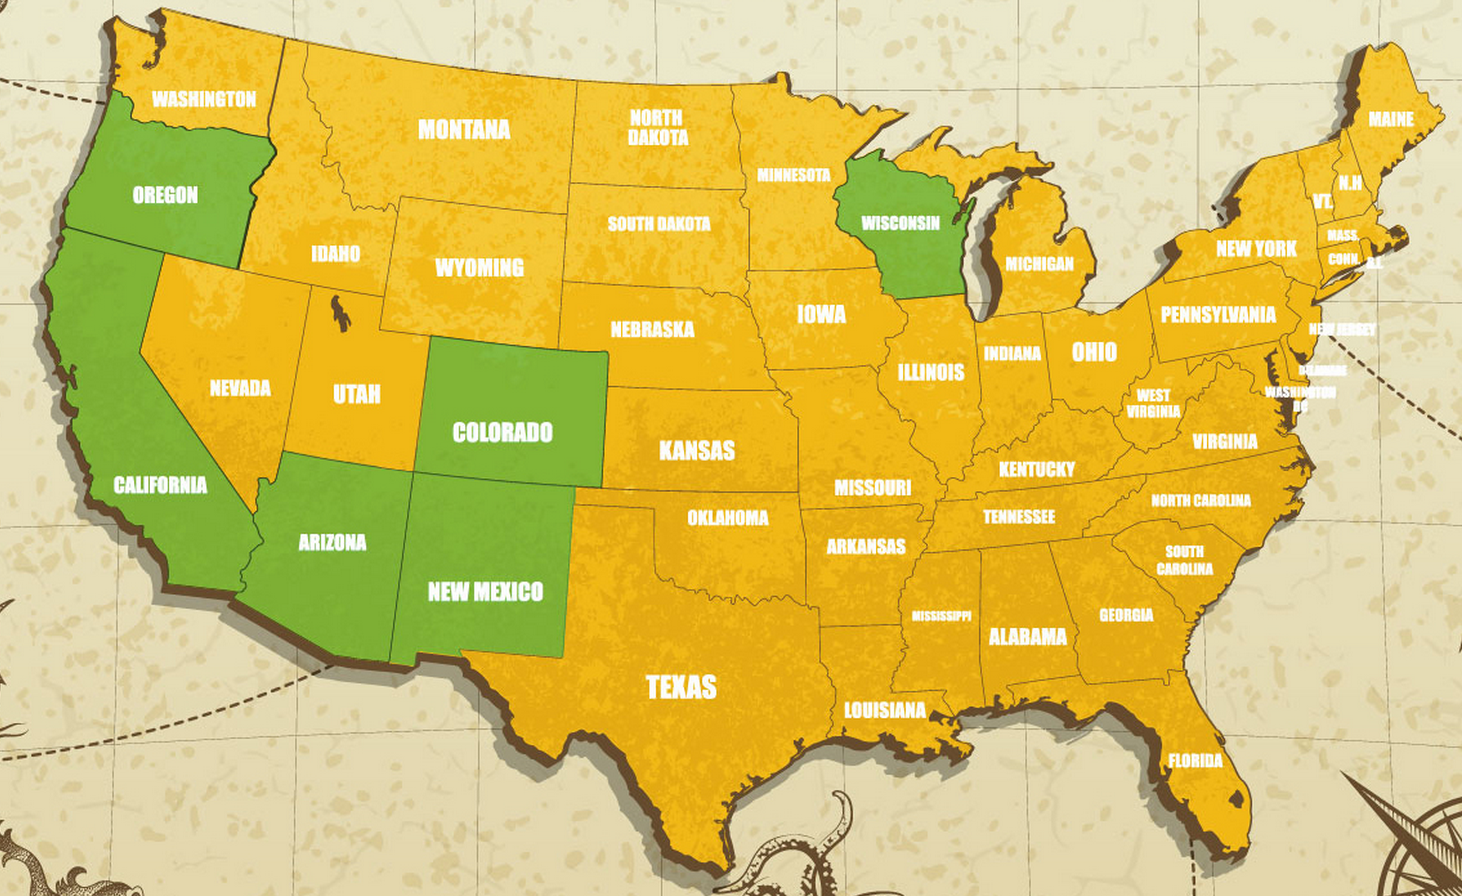 WASHINGTON
MONTANA
NORTH
DAKOTA
MINNESOTA
MAINE
OREGON
IDAHO
WYOMING
SOUTH DAKOTA
WISCONSIN
MICHIGAN
NEW YORK
VT.
N.H
MASS.
CONN.
R.I.
NEVADA
UTAH
COLORADO
NEBRASKA
IOWA
ILLINOIS
INDIANA
OHIO
PENNSYLVANIA
NEW JERSEY
DELAWARE
WASHINGTON
DC
WEST
VIRGINIA
VIRGINIA
CALIFORNIA
ARIZONA
NEW MEXICO
KANSAS
MISSOURI
KENTUCKY
OKLAHOMA
ARKANSAS
TENNESSEE
NORTH CAROLINA
SOUTH
CAROLINA
TEXAS
LOUISIANA
MISSISSIPPI
ALABAMA
GEORGIA
FLORIDA